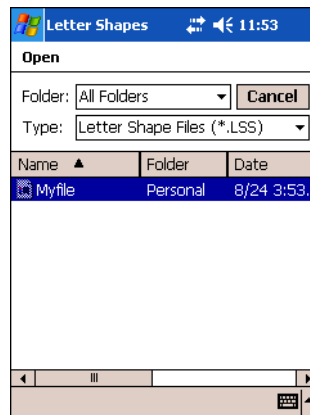 Letter Shapes 11:53
Open
Folder: All Folders Cancel
Type: Letter Shape Files (*.LSS)
Name Folder Date
Myfile Personal 8/24 3:53.